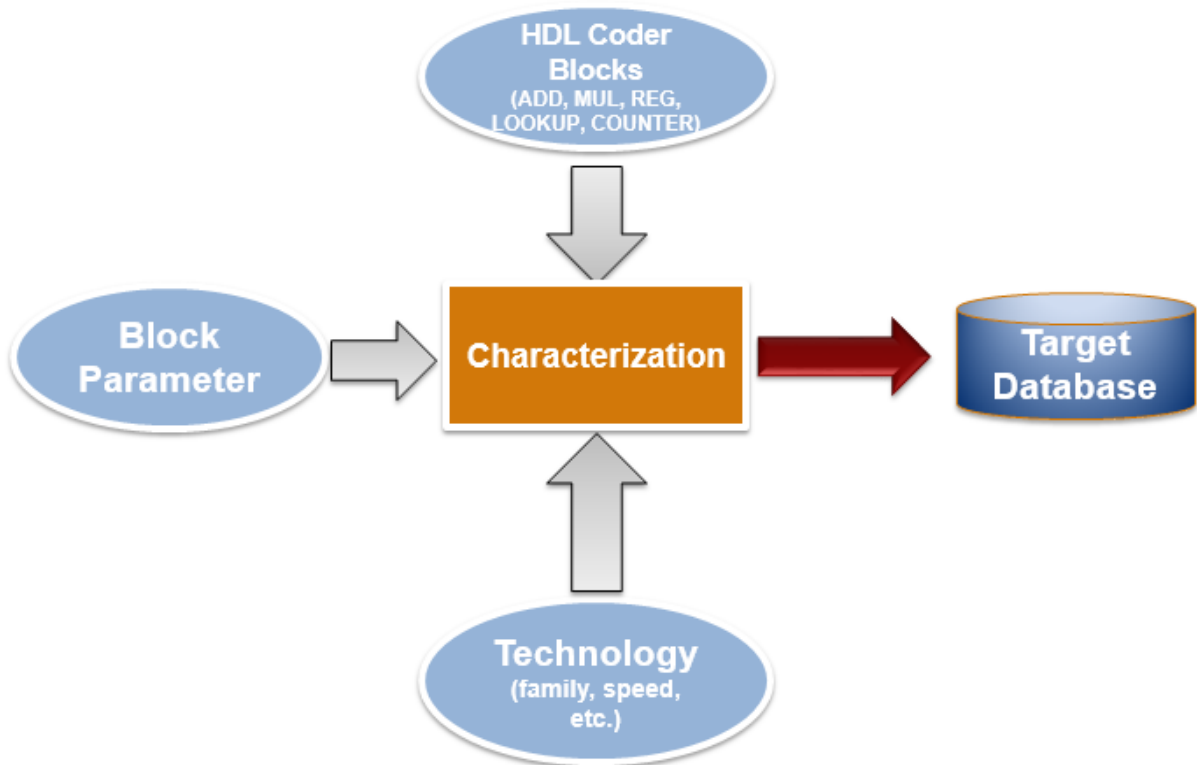 HDL Coder
Blocks
(ADD, MUL, REG,
LOOKUP, COUNTER)
Block
Parameter
Characterization
Target
Database
Technology
(family, speed,
etc.)